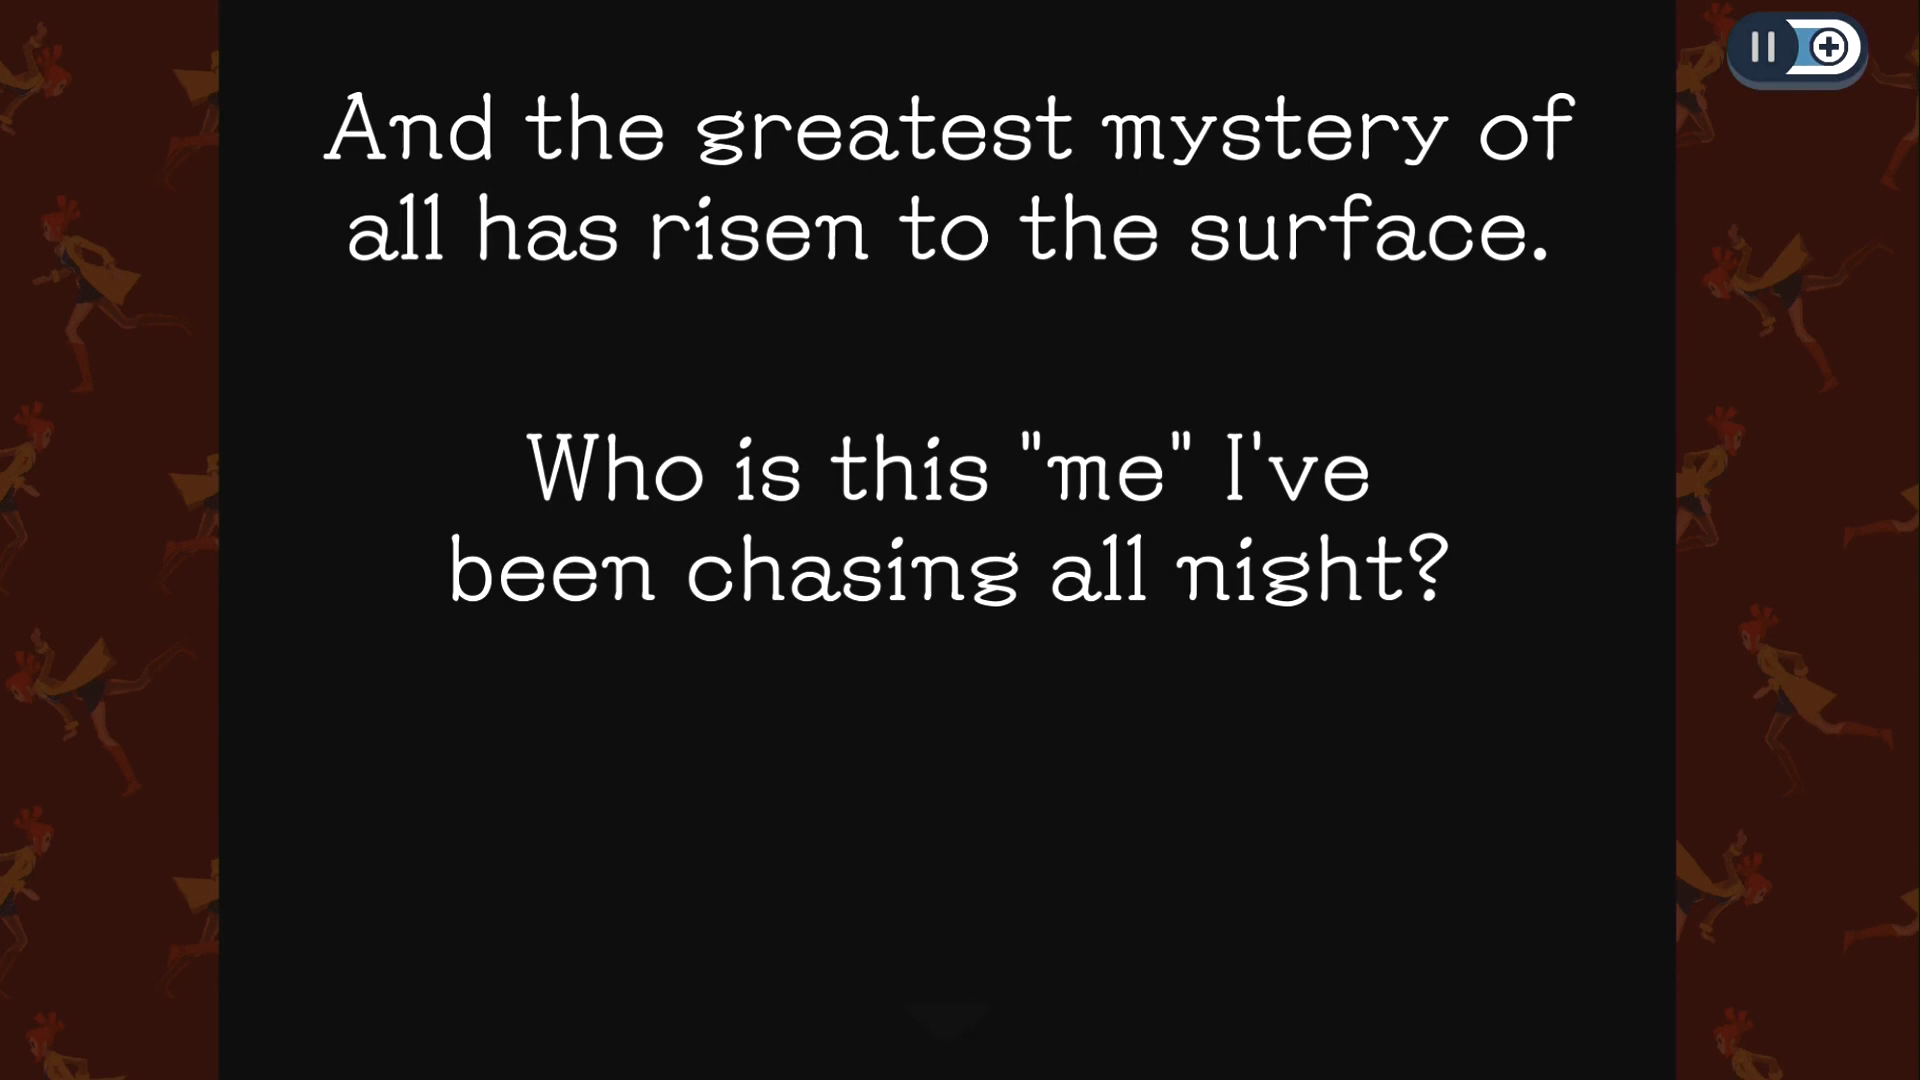 And the greatest mystery of
all has risen to the surface.
Who is this "me" I've
been chasing all night?